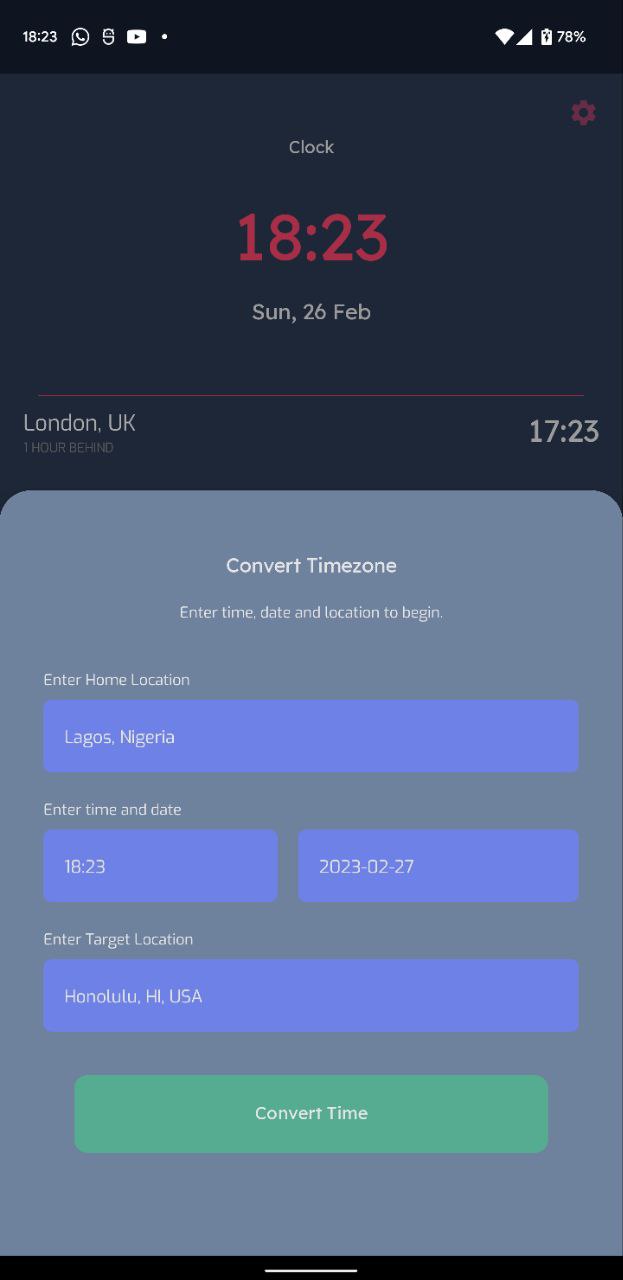 18:23 78%
Clock
18:23
Sun, 26 Feb
London, UK 17:23
1 HOUR BEHIND
Convert Timezone
Enter time, date and location to begin.
Enter Home Location
Lagos, Nigeria
Enter time and date
18:23 2023-02-27
Enter Target Location
Honolulu, HI, USA
Convert Time